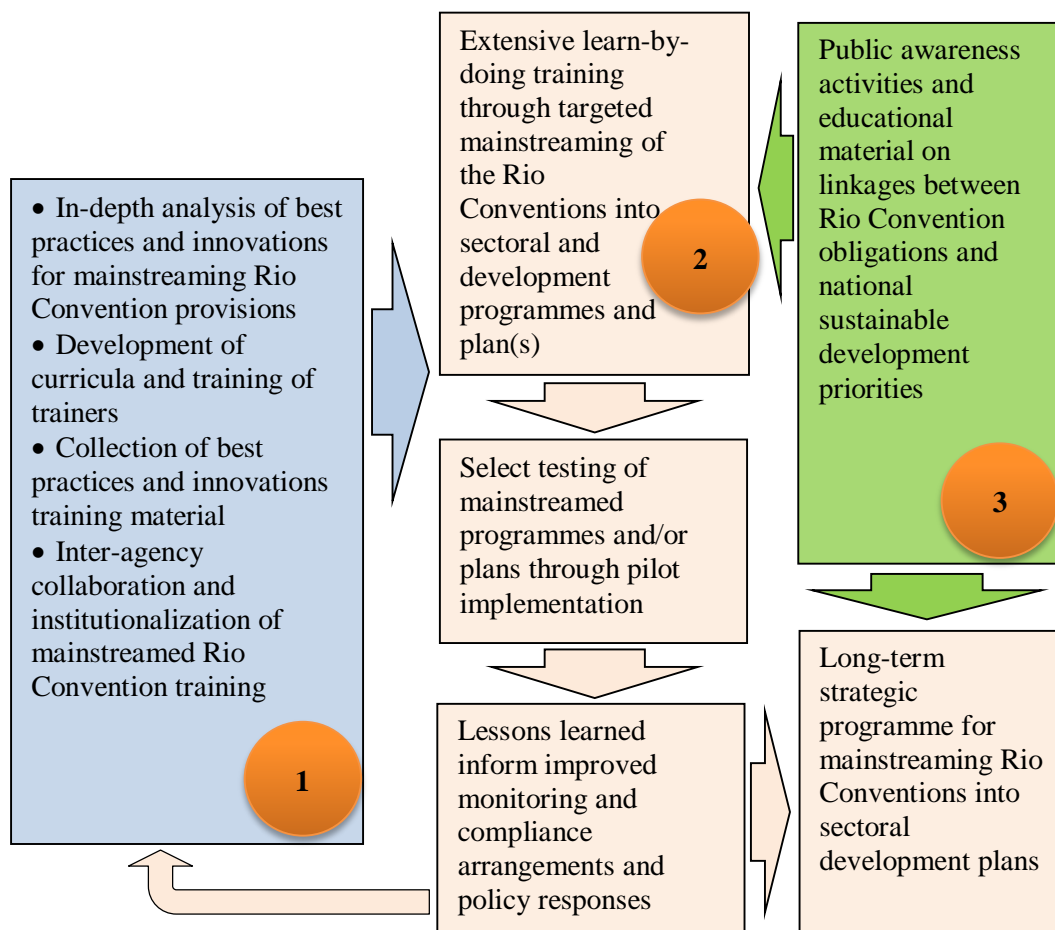 • In-depth analysis of best
practices and innovations
for mainstreaming Rio
Convention provisions
• Development of
curricula and training of
trainers
• Collection of best
practices and innovations
training material
• Inter-agency
collaboration and
institutionalization of
mainstreamed Rio
Convention training
1
Extensive learn-by-
doing training
through targeted
mainstreaming of
the Rio
Conventions into
sectoral and
development
programmes and
plan(s)
2
Select testing of
mainstreamed
programmes and/or
plans through pilot
implementation
Lessons learned
inform improved
monitoring and
compliance
arrangements and
policy responses
Public awareness
activities and
educational
material on
linkages between
Rio Convention
obligations and
national
sustainable
development
priorities
3
Long-term
strategic
programme for
mainstreaming Rio
Conventions into
sectoral
development plans